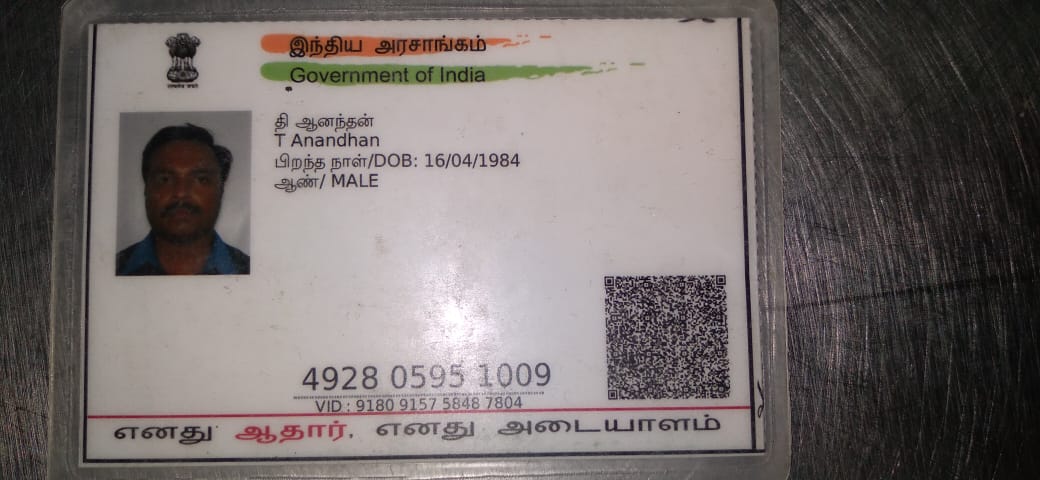 இந்திய அரசாங்கம்
Government of India
தி ஆனந்தன்
T Anandhan
பிறந்த நாள்/DOB: 16/04/1984
ஆண்/ MALE
4928 0595 1009
VID : 9180 9157 5848 7804
எனது ஆதார், எனது அடையாளம்